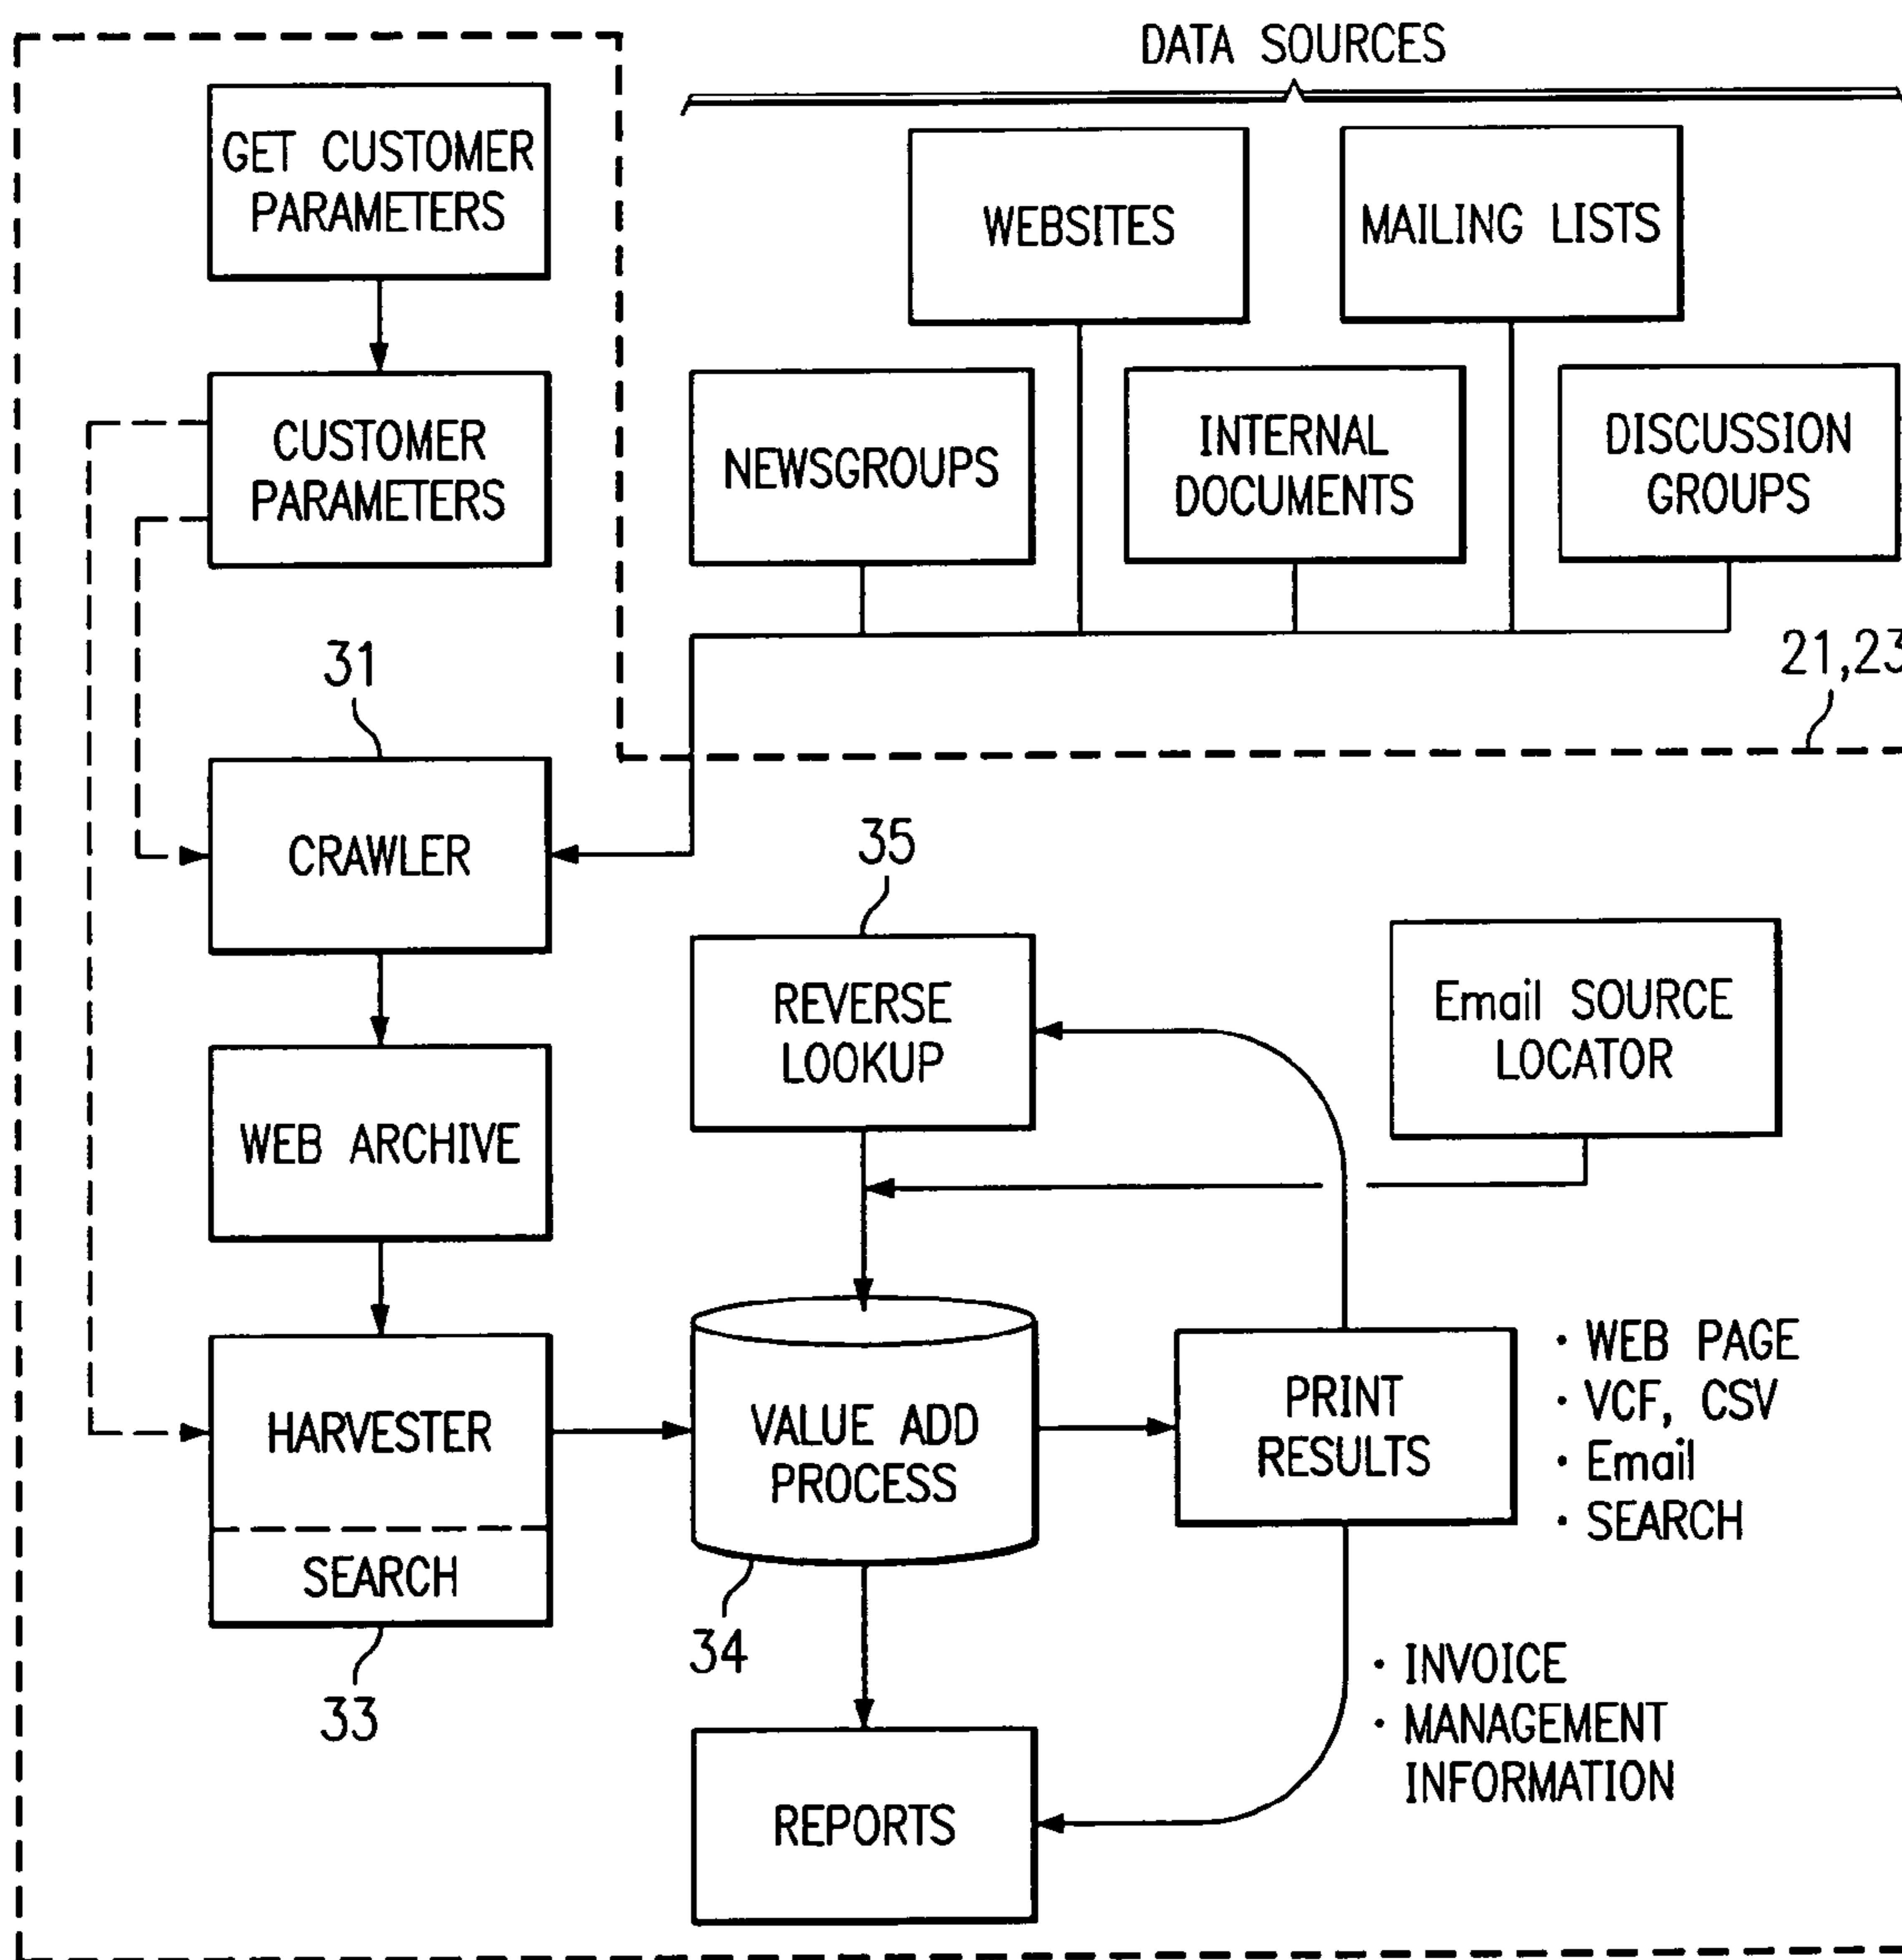 DATA SOURCES
GET CUSTOMER
PARAMETERS
WEBSITES
MAILING LISTS
CUSTOMER
PARAMETERS
NEWSGROUPS
INTERNAL
DOCUMENTS
DISCUSSION
GROUPS
21,23
31
CRAWLER
35
REVERSE
LOOKUP
Email SOURCE
LOCATOR
WEB ARCHIVE
HARVESTER
SEARCH
33
VALUE ADD
PROCESS
34
PRINT
RESULTS
· WEB PAGE
· VCF, CSV
· Email
· SEARCH
· INVOICE
· MANAGEMENT
INFORMATION
REPORTS